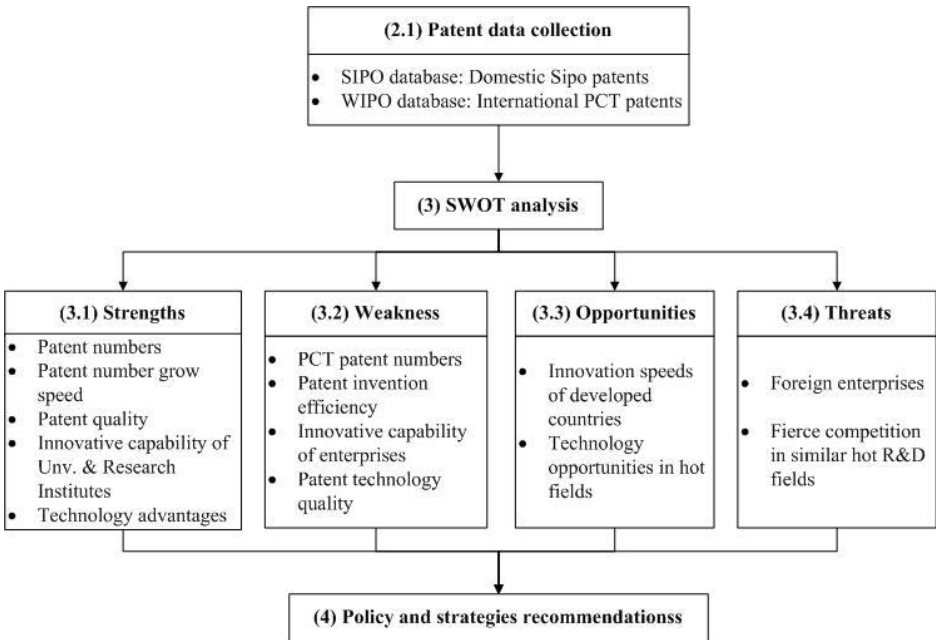 (2.1) Patent data collection
• SIPO database: Domestic Sipo patents
• WIPO database: International PCT patents
(3) SWOT analysis
(3.1) Strengths
• Patent numbers
• Patent number grow
speed
• Patent quality
• Innovative capability of
Unv. & Research
Institutes
• Technology advantages
(3.2) Weakness
• PCT patent numbers
• Patent invention
efficiency
• Innovative capability
of enterprises
• Patent technology
quality
(3.3) Opportunities
• Innovation speeds
of developed
countries
• Technology
opportunities in hot
fields
(3.4) Threats
• Foreign enterprises
• Fierce competition
in similar hot R&D
fields
(4) Policy and strategies recommendationss